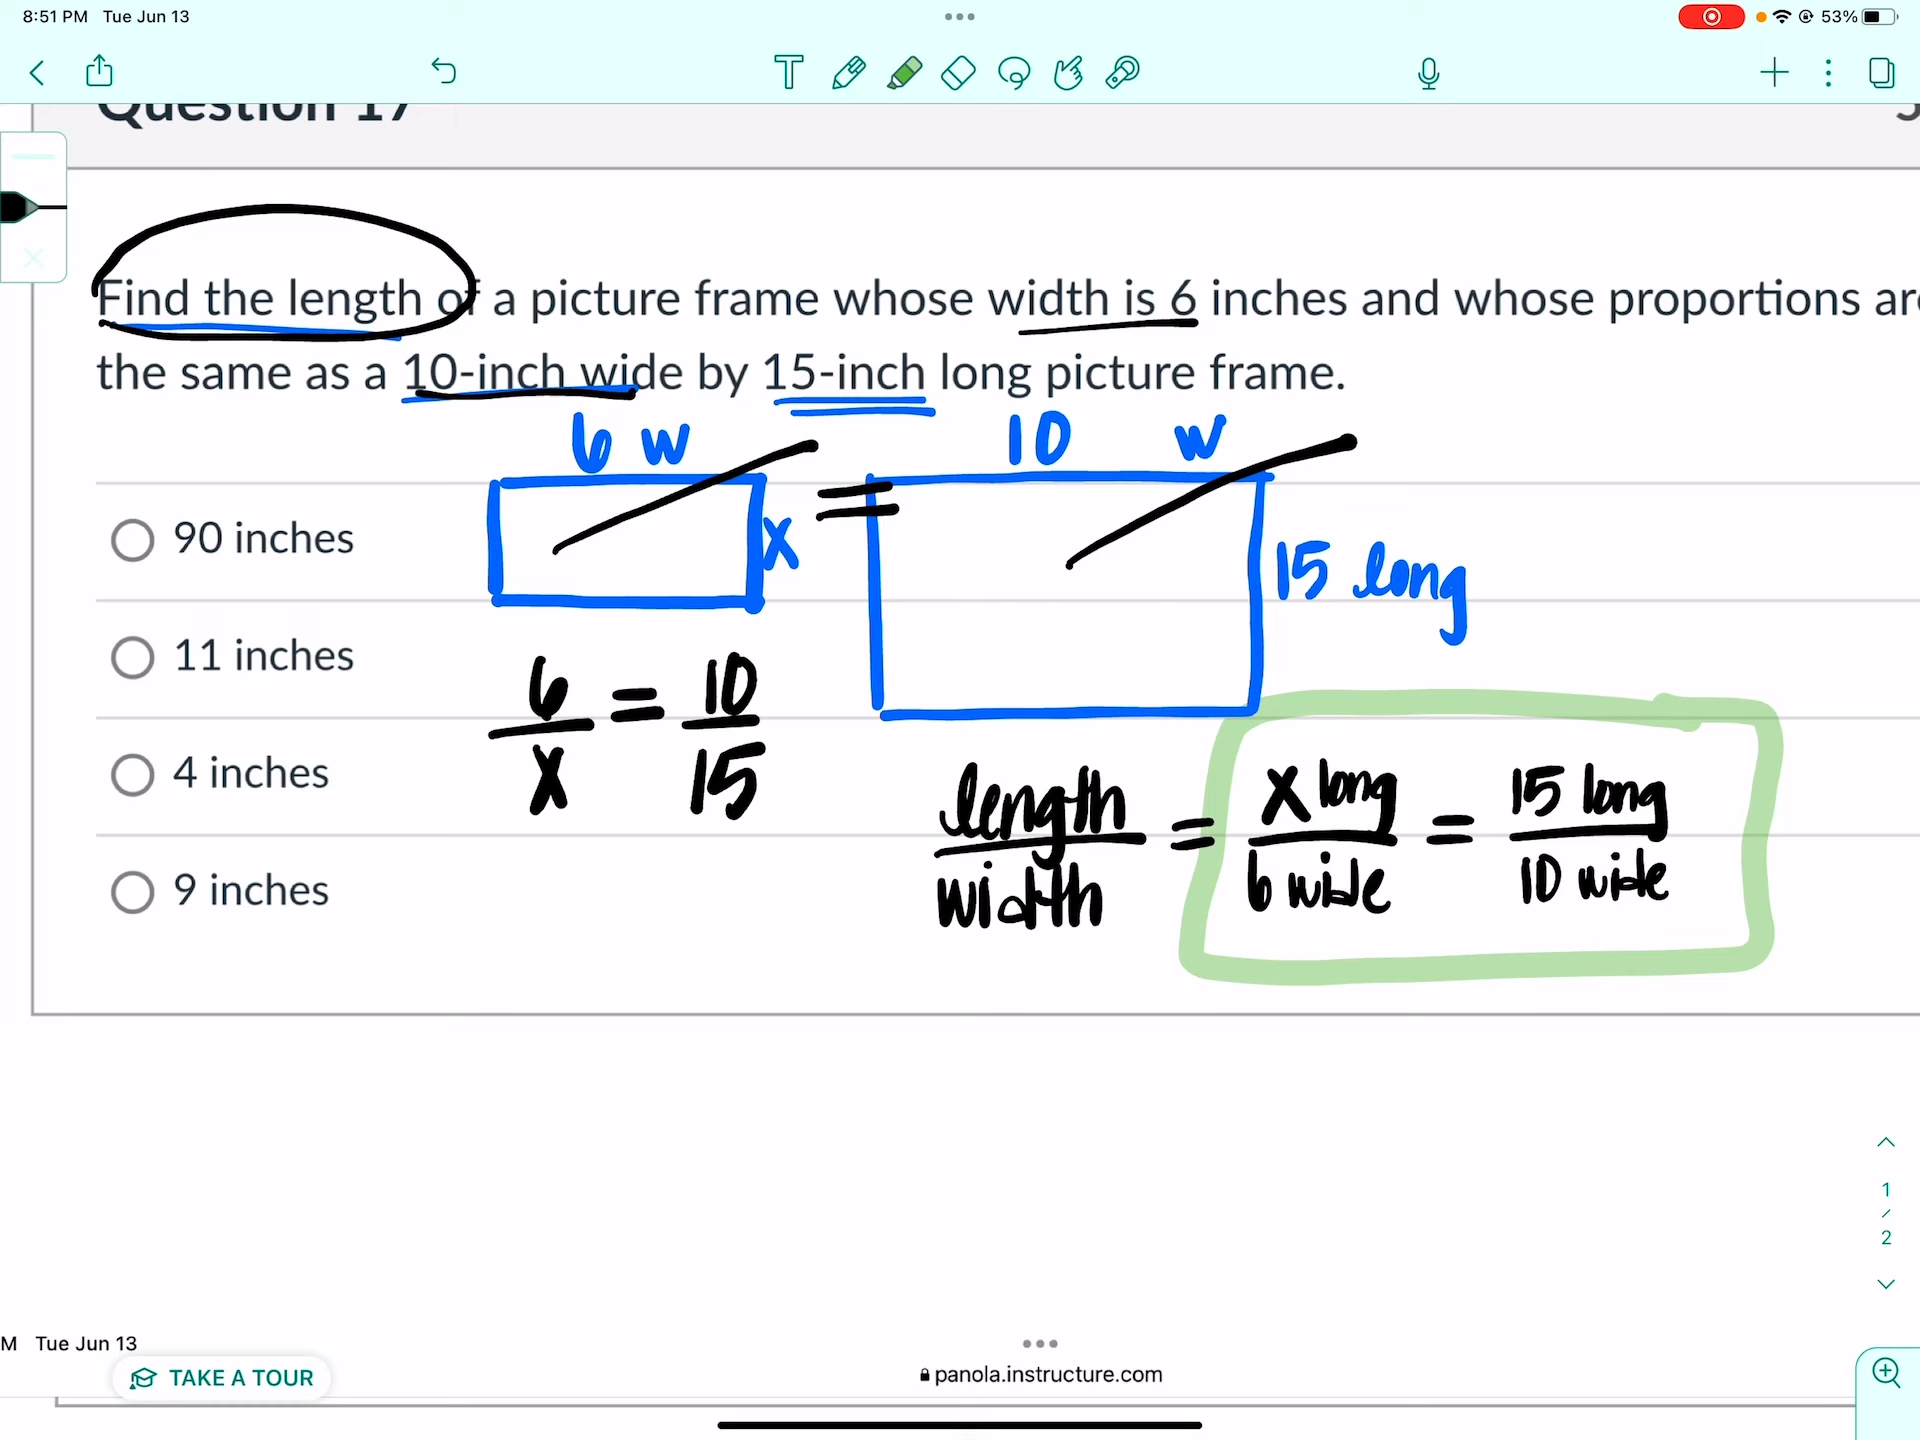 8:51 PM Tue Jun 13
53%
Question 17
Find the length of a picture frame whose width is 6 inches and whose proportions are
the same as a 10-inch wide by 15-inch long picture frame.
6 w
10 w
90 inches
x
=
15 long
11 inches
6/x = 10/15
4 inches
length/width = x long/6 wide = 15 long/10 wide
9 inches
1
/
2
M Tue Jun 13
TAKE A TOUR
panola.instructure.com